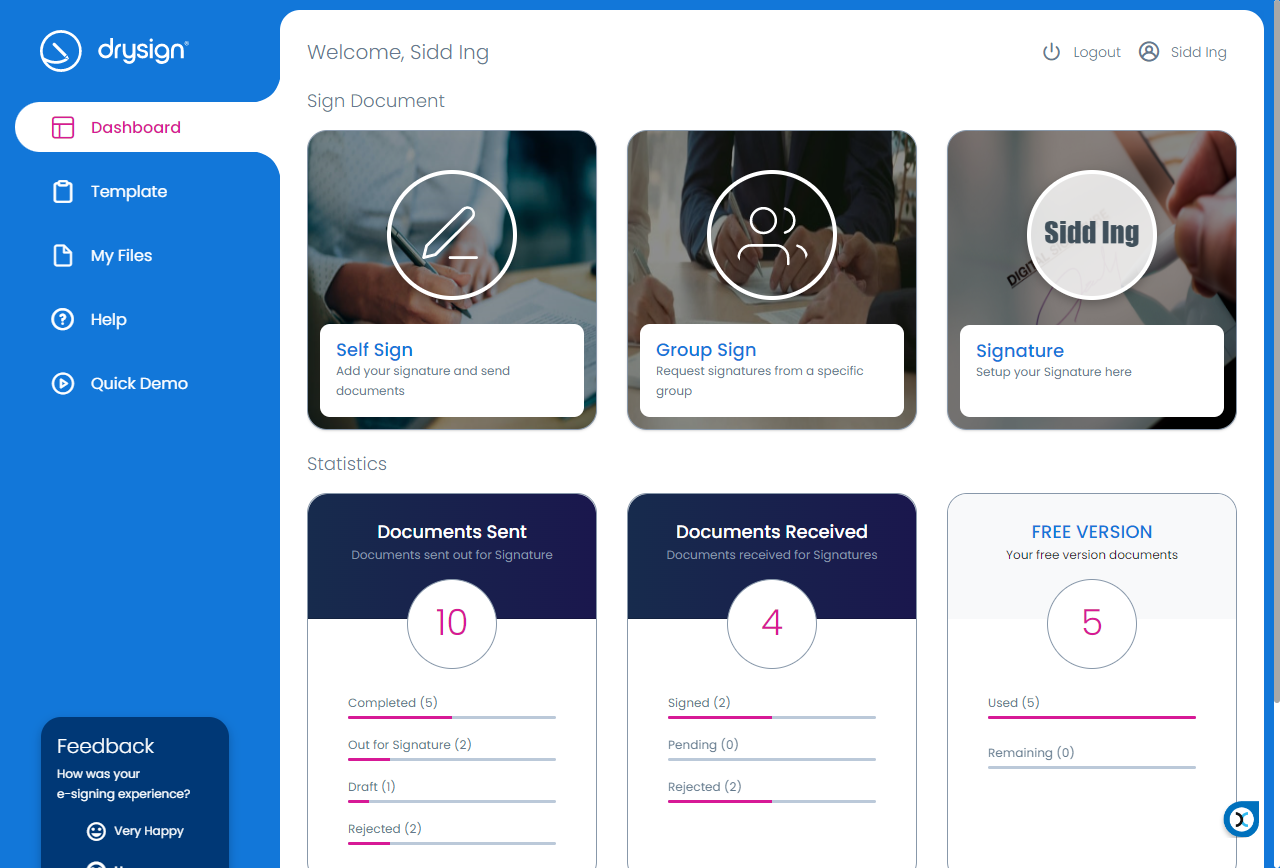 drysign®
Dashboard
Template
My Files
Help
Quick Demo
Feedback
How was your
e-signing experience?
Very Happy
Welcome, Sidd Ing
Logout
Sidd Ing
Sign Document
Self Sign
Add your signature and send
documents
Group Sign
Request signatures from a specific
group
Sidd Ing
Signature
Setup your Signature here
Statistics
Documents Sent
Documents sent out for Signature
10
Completed (5)
Out for Signature (2)
Draft (1)
Rejected (2)
Documents Received
Documents received for Signatures
4
Signed (2)
Pending (0)
Rejected (2)
FREE VERSION
Your free version documents
5
Used (5)
Remaining (0)